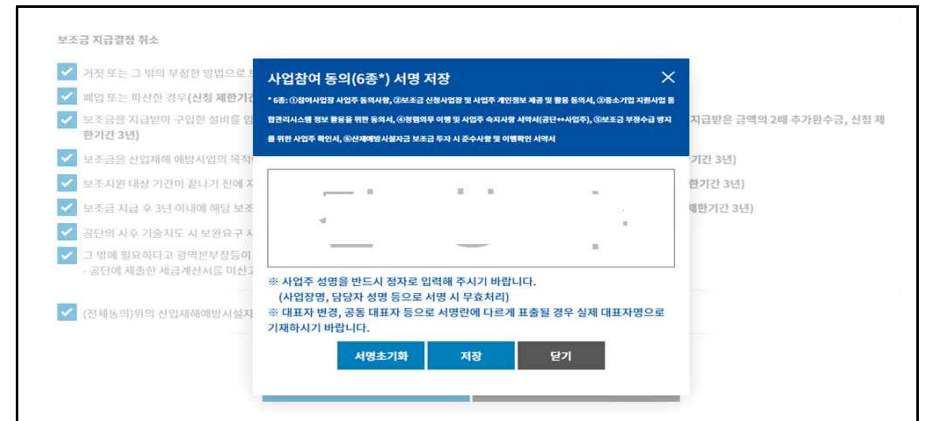 보조금 지급결정 취소
거짓 또는 그 밖의 부정한 방법으로
폐업 또는 파산한 경우(신청 제한기간
보조금을 지급받아 구입한 설비를 임
지급받은 금액의 2배 추가환수금, 신청 제
한기간 3년)
보조금을 산업재해 예방사업의 목적
기간 3년)
보조지원 대상 기간이 끝나기 전에 지
한기간 3년)
보조금 지급 후 3년 이내에 해당 보조
제한기간 3년)
공단의 사후 기술지도 시 보완요구 사
그 밖에 필요하다고 광역본부장등이
- 공단에 제출한 세금계산서를 미신고
(전체동의)위의 산업재해예방시설자
사업참여 동의(6종*) 서명 저장
* 6종: ①참여사업장 사업주 동의사항, ②보조금 신청사업장 및 사업주 개인정보 제공 및 활용 동의서, ③중소기업 지원사업 통
합관리시스템 정보 활용을 위한 동의서, ④청렴의무 이행 및 사업주 숙지사항 서약서(공단↔사업주), ⑤보조금 부정수급 방지
를 위한 사업주 확인서, ⑥산재예방시설자금 보조금 투자 시 준수사항 및 이행확인 서약서
※ 사업주 성명을 반드시 정자로 입력해 주시기 바랍니다.
(사업장명, 담당자 성명 등으로 서명 시 무효처리)
※ 대표자 변경, 공동 대표자 등으로 서명란에 다르게 표출될 경우 실제 대표자명으로
기재하시기 바랍니다.
서명초기화 저장 닫기